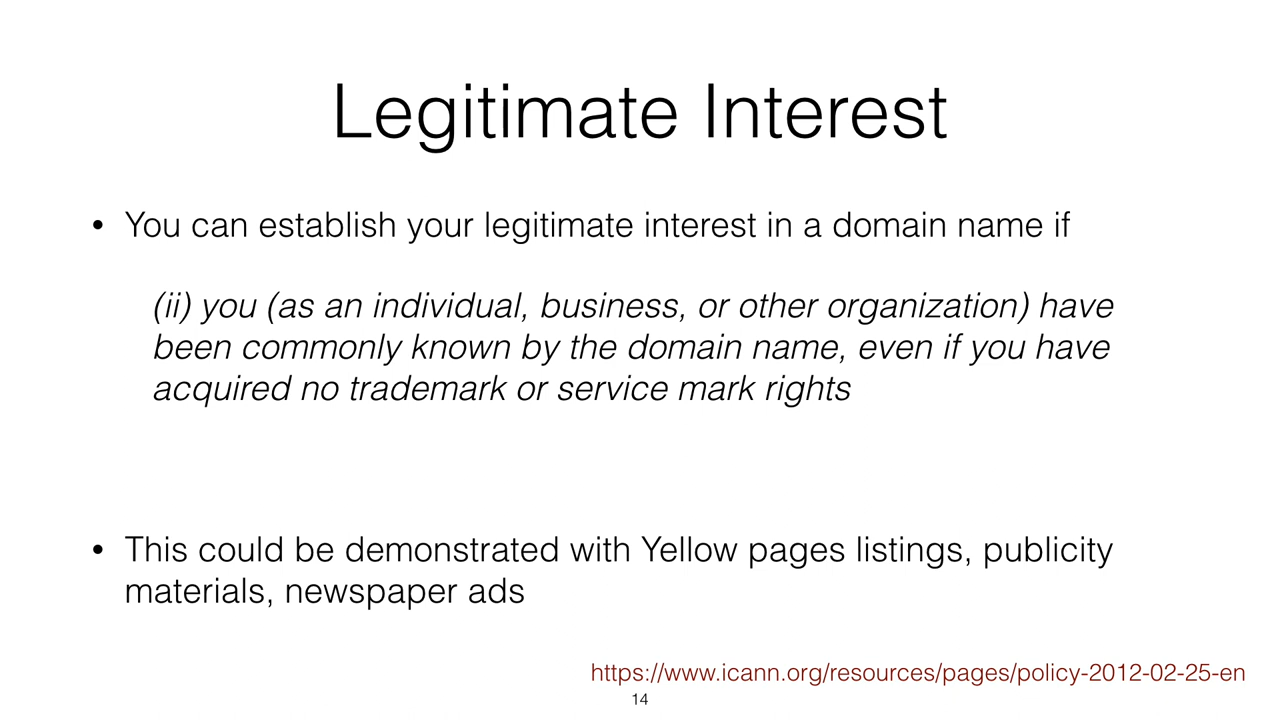 Legitimate Interest
• You can establish your legitimate interest in a domain name if
(ii) you (as an individual, business, or other organization) have
been commonly known by the domain name, even if you have
acquired no trademark or service mark rights
• This could be demonstrated with Yellow pages listings, publicity
materials, newspaper ads
https://www.icann.org/resources/pages/policy-2012-02-25-en
14